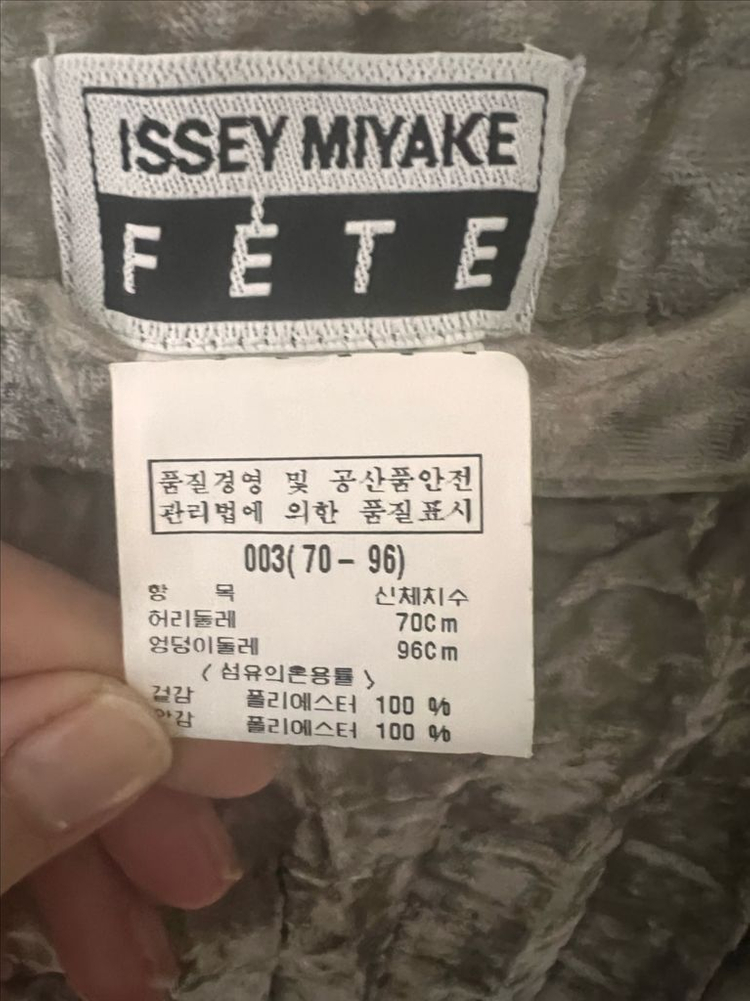 ISSEY MIYAKE
FÈTE
품질경영 및 공산품안전
관리법에 의한 품질표시
003(70- 96)
항 목 신체치수
허리둘레 70Cm
엉덩이둘레 96Cm
〈 섬유의혼용률 〉
겉감 폴리에스터 100 %
안감 폴리에스터 100 %